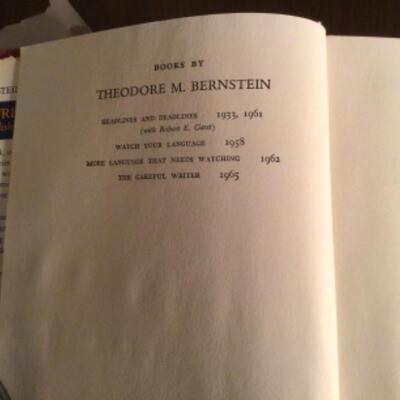 BOOKS BY
THEODORE M. BERNSTEIN
HEADLINES AND DEADLINES 1933, 1961
(with Robert E. Garst)
WATCH YOUR LANGUAGE 1958
MORE LANGUAGE THAT NEEDS WATCHING 1962
THE CAREFUL WRITER 1965